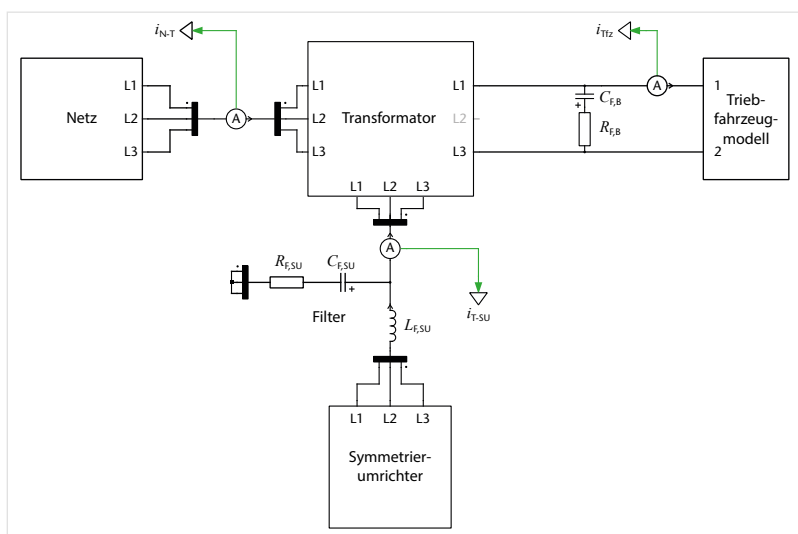 i_N-T
i_Tfz
Netz
L1
L2
L3
A
L1
L2
L3
Transformator
L1
L2
L3
L1 L2 L3
C_F,B
+
R_F,B
A
1
2
Trieb-
fahrzeug-
modell
A
i_T-SU
R_F,SU
C_F,SU
+
Filter
L_F,SU
L1 L2 L3
Symmetrier-
umrichter